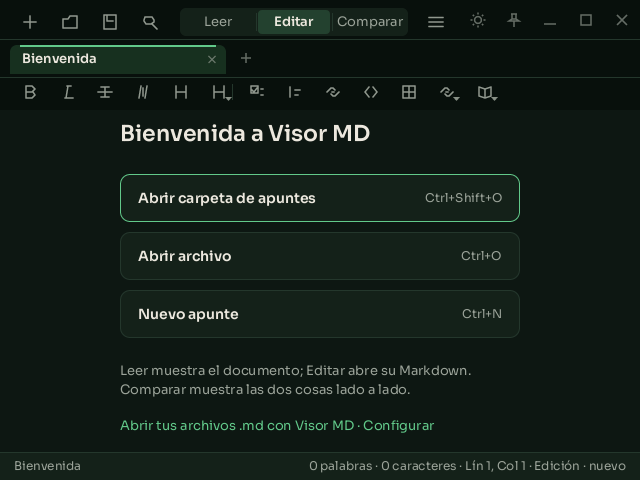 Leer Editar Comparar
Bienvenida
Bienvenida a Visor MD
Abrir carpeta de apuntes Ctrl+Shift+O
Abrir archivo Ctrl+O
Nuevo apunte Ctrl+N
Leer muestra el documento; Editar abre su Markdown.
Comparar muestra las dos cosas lado a lado.
Abrir tus archivos .md con Visor MD · Configurar
Bienvenida 0 palabras · 0 caracteres · Lín 1, Col 1 · Edición · nuevo